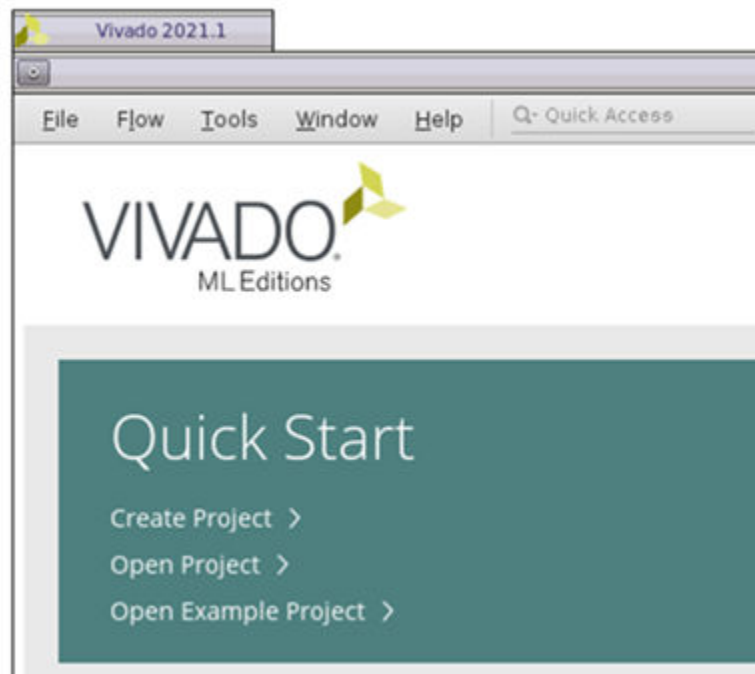 Vivado 2021.1
File Flow Tools Window Help Quick Access
VIVADO.
ML Editions
Quick Start
Create Project
Open Project
Open Example Project